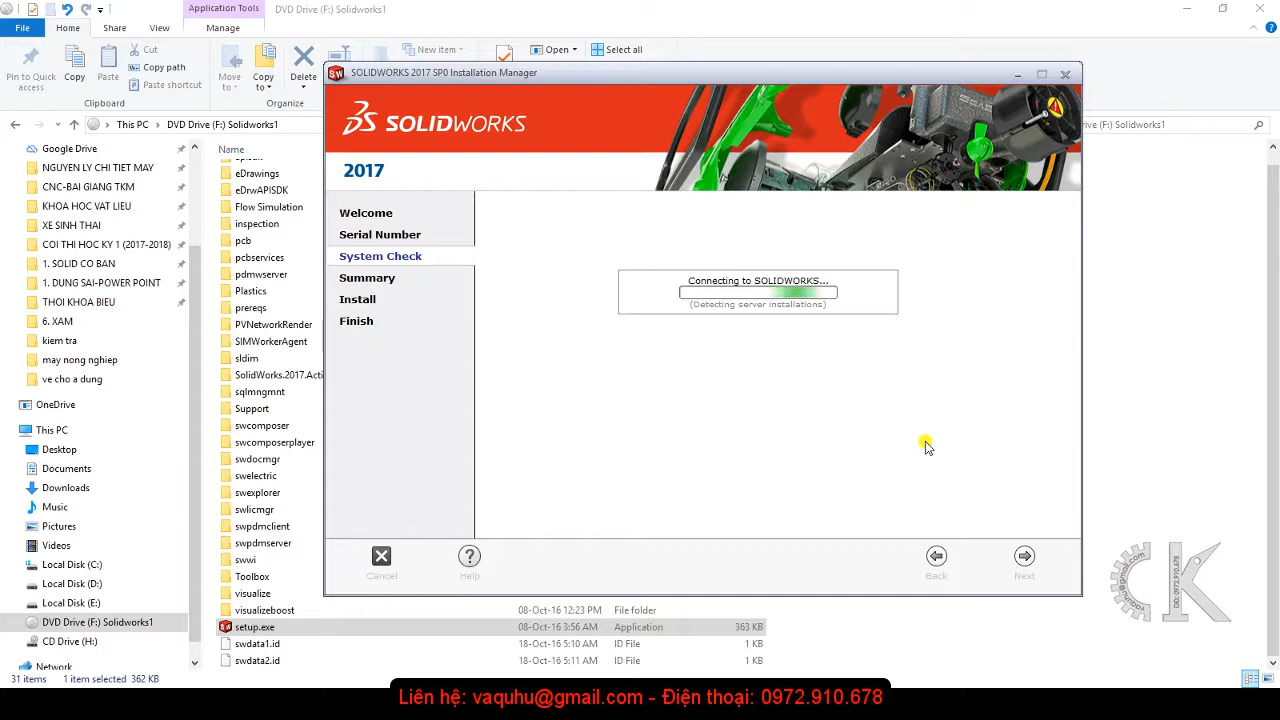 Application Tools
DVD Drive (F:) Solidworks1
File
Home
Share
View
Manage
Pin to Quick access
Copy
Paste
Cut
Copy path
Paste shortcut
Clipboard
Move to
Copy to
Delete
Organize
New item
Open
Select all
This PC > DVD Drive (F:) Solidworks1
e (F:) Solidworks1
Google Drive
NGUYEN LY CHI TIET MAY
CNC-BAI GIANG TKM
KHOA HOC VAT LIEU
XE SINH THAI
COI THI HOC KY 1 (2017-2018)
1. SOLID CO BAN
1. DUNG SAI-POWER POINT
THOI KHOA BIEU
6. XAM
kiem tra
may nong nghiep
ve cho a dung
OneDrive
This PC
Desktop
Documents
Downloads
Music
Pictures
Videos
Local Disk (C:)
Local Disk (D:)
Local Disk (E:)
DVD Drive (F:) Solidworks1
CD Drive (H:)
Network
31 items
1 item selected 362 KB
Name
eDrawings
eDrwAPISDK
Flow Simulation
inspection
pcb
pcbservices
pdmwserver
Plastics
prereqs
PVNetworkRender
SIMWorkerAgent
sldim
SolidWorks.2017.Acti
sqlmngmnt
Support
swcomposer
swcomposerplayer
swdocmgr
swelectric
swexplorer
swlicmgr
swpdmclient
swpdmserver
swwi
Toolbox
visualize
visualizeboost 08-Oct-16 12:23 PM File folder
setup.exe 08-Oct-16 3:56 AM Application 363 KB
swdata1.id 18-Oct-16 5:10 AM ID File 1 KB
swdata2.id 18-Oct-16 5:11 AM ID File 1 KB
SOLIDWORKS 2017 SP0 Installation Manager
SOLIDWORKS
2017
Welcome
Serial Number
System Check
Summary
Install
Finish
Connecting to SOLIDWORKS...
(Detecting server installations)
Cancel
Help
Back
Next
CK
vaquhu@gmail.com
DĐ: 0972.910.678
Liên hệ: vaquhu@gmail.com - Điện thoại: 0972.910.678